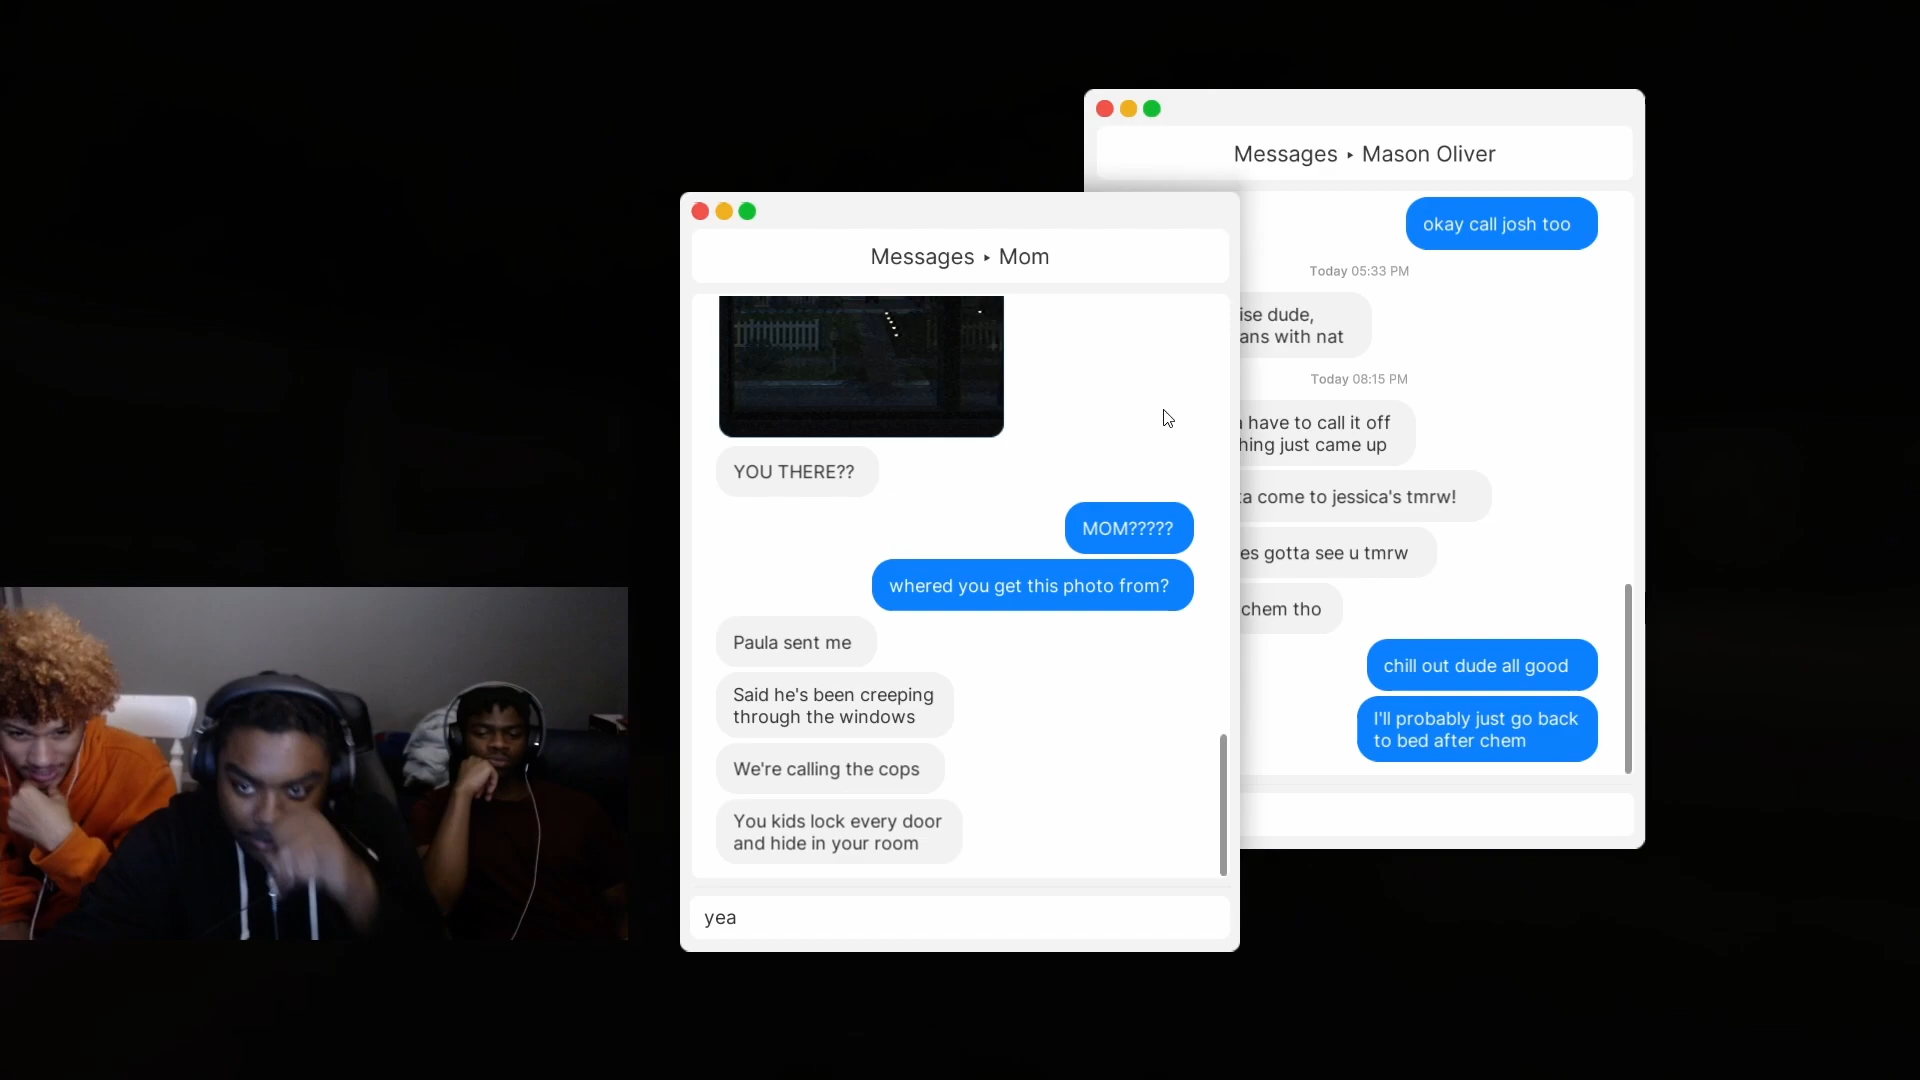 Messages ‣ Mason Oliver
okay call josh too
Today 05:33 PM
dude,
with nat
Today 08:15 PM
have to call it off
just came up
come to jessica's tmrw!
gotta see u tmrw
chem tho
chill out dude all good
I'll probably just go back
to bed after chem
Messages ‣ Mom
YOU THERE??
MOM?????
whered you get this photo from?
Paula sent me
Said he's been creeping
through the windows
We're calling the cops
You kids lock every door
and hide in your room
yea